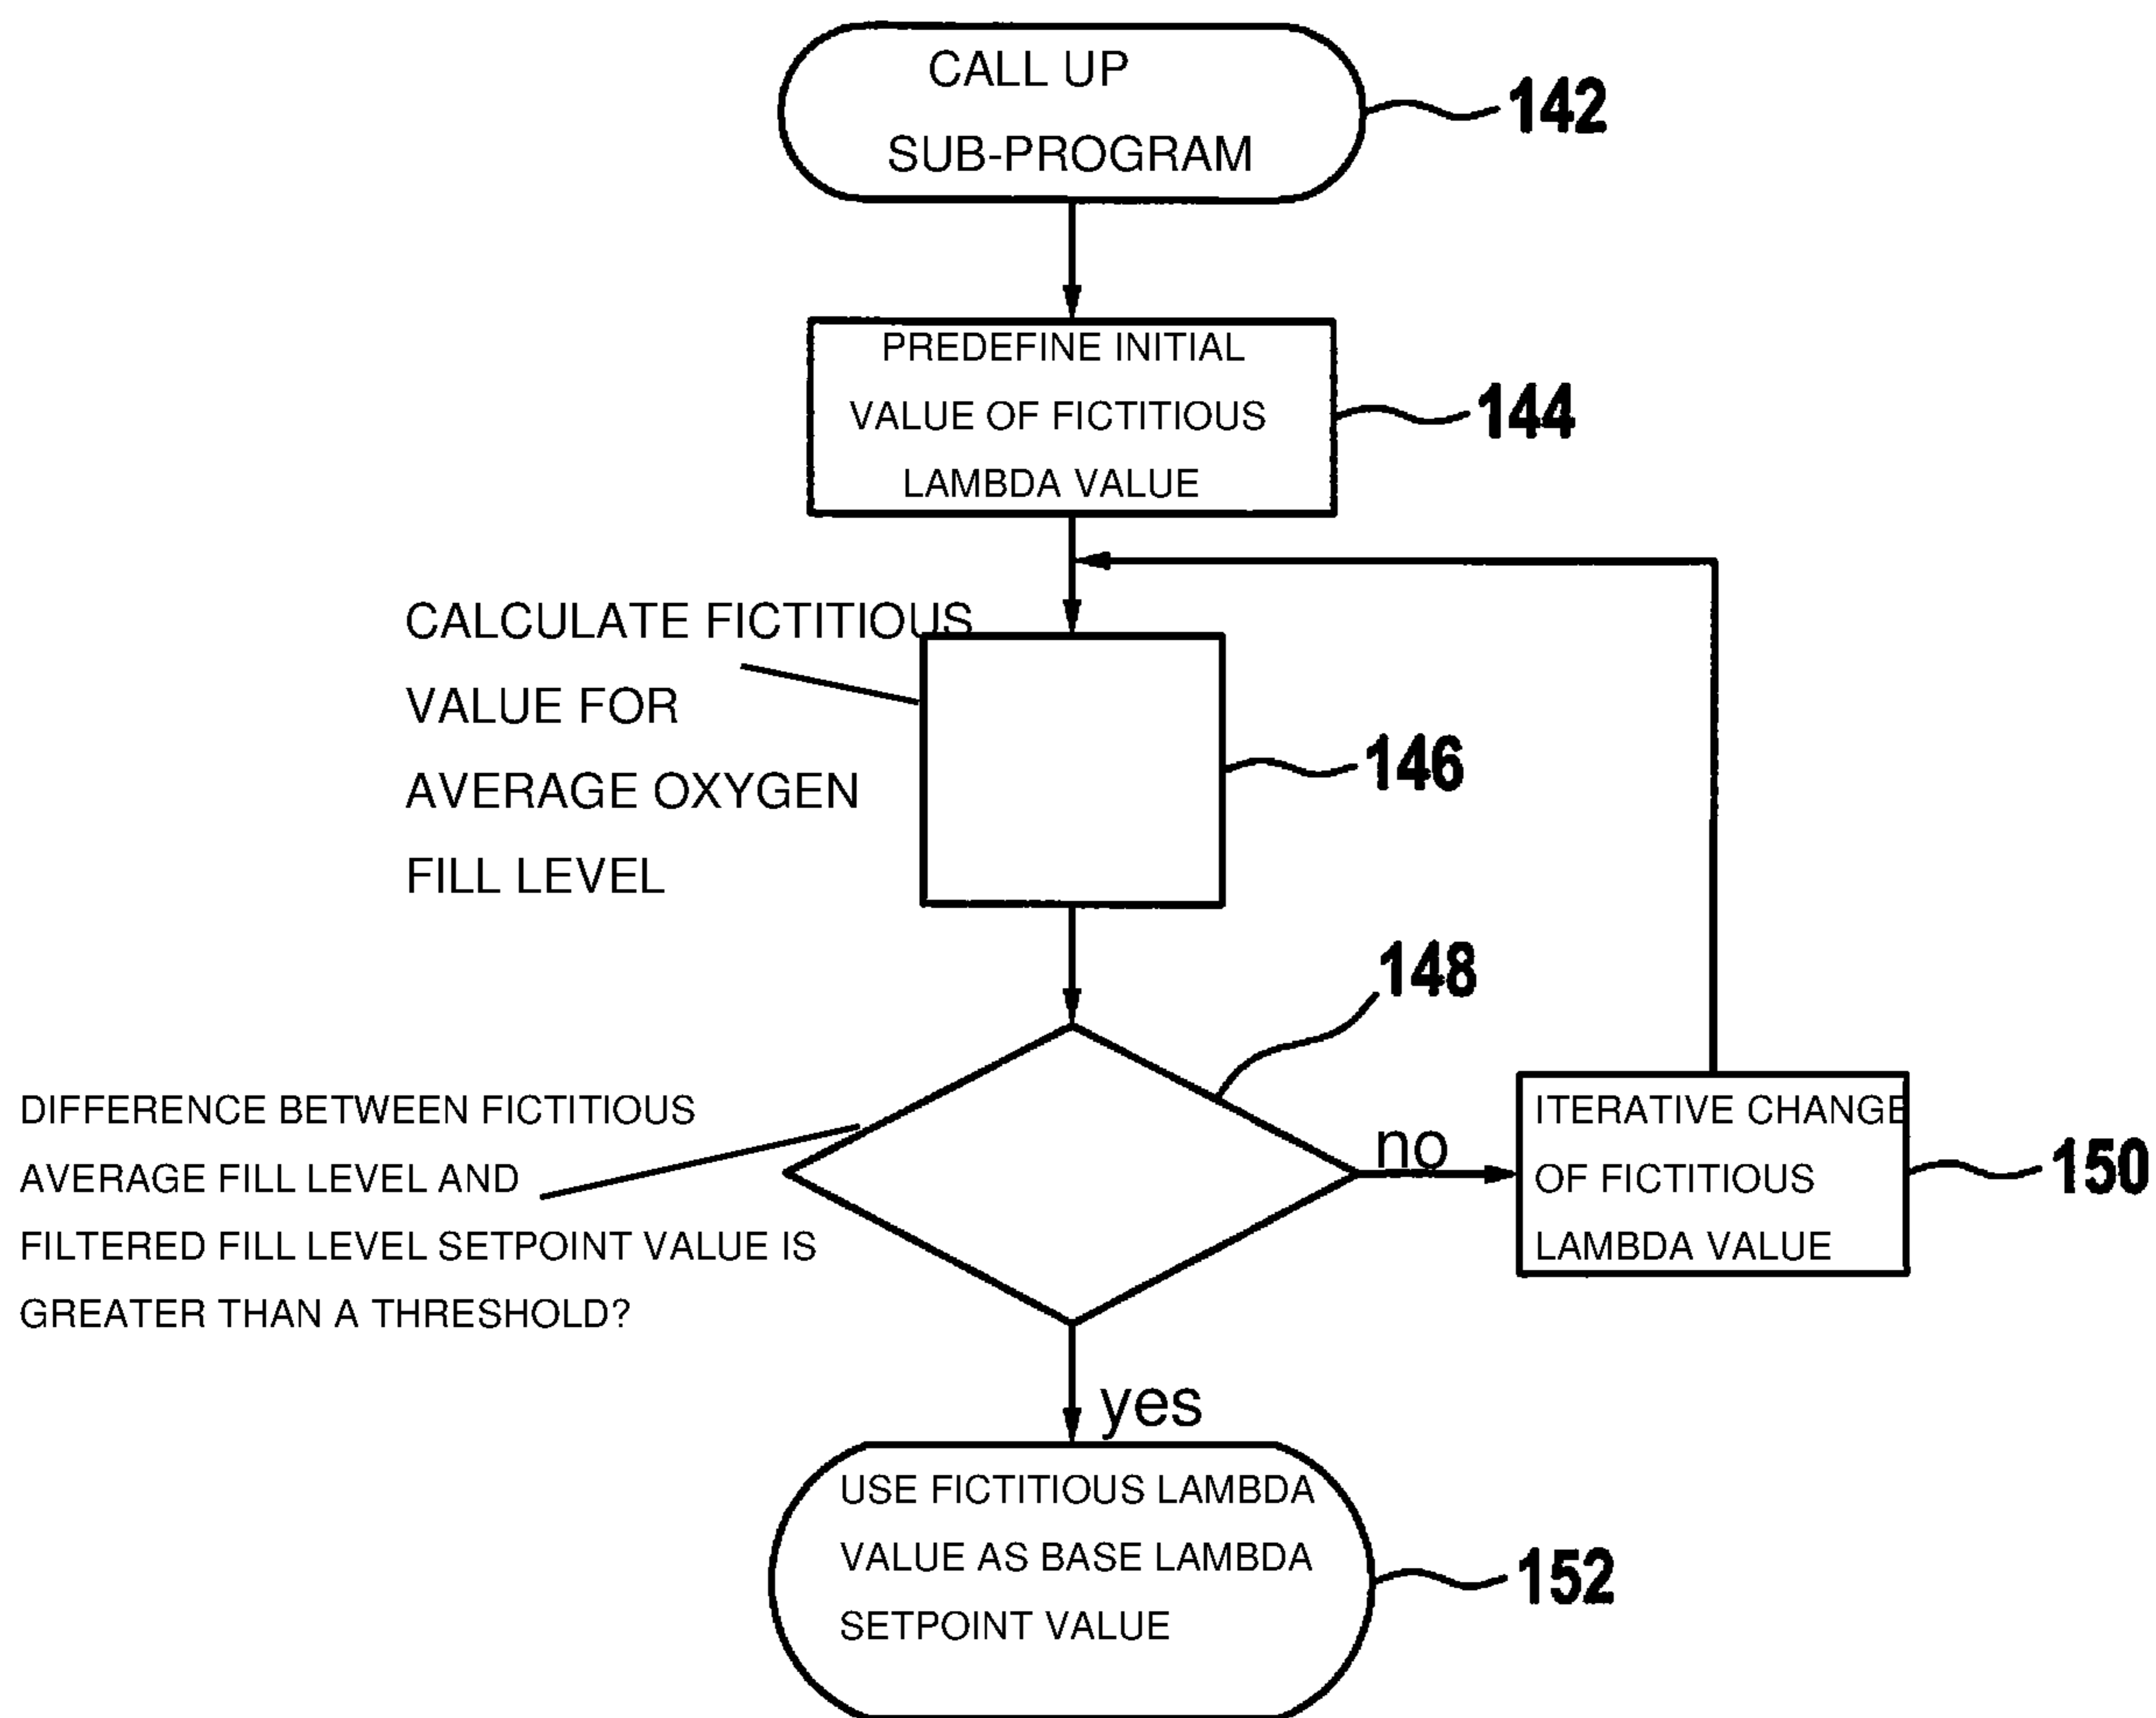 CALL UP
SUB-PROGRAM
142
PREDEFINE INITIAL
VALUE OF FICTITIOUS
LAMBDA VALUE
144
CALCULATE FICTITIOUS
VALUE FOR
AVERAGE OXYGEN
FILL LEVEL
146
148
DIFFERENCE BETWEEN FICTITIOUS
AVERAGE FILL LEVEL AND
FILTERED FILL LEVEL SETPOINT VALUE IS
GREATER THAN A THRESHOLD?
no
ITERATIVE CHANGE
OF FICTITIOUS
LAMBDA VALUE
150
yes
USE FICTITIOUS LAMBDA
VALUE AS BASE LAMBDA
SETPOINT VALUE
152